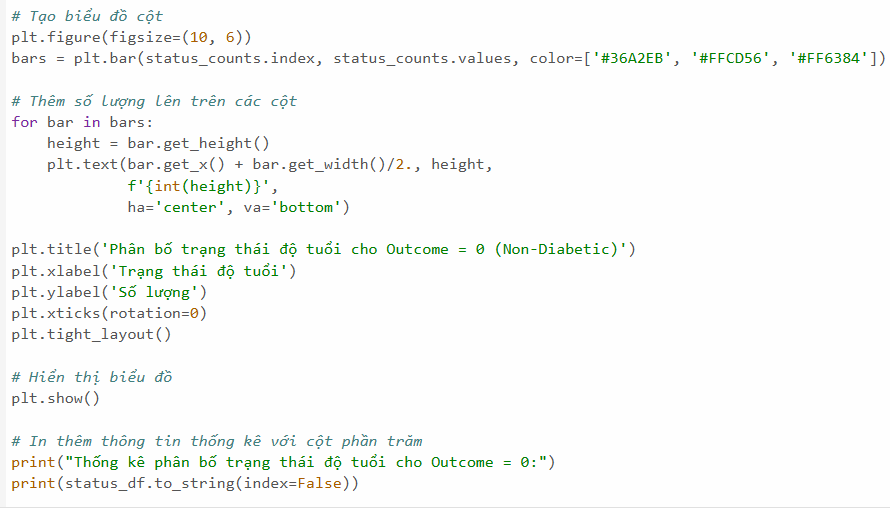 # Tạo biểu đồ cột
plt.figure(figsize=(10, 6))
bars = plt.bar(status_counts.index, status_counts.values, color=['#36A2EB', '#FFCD56', '#FF6384'])

# Thêm số lượng lên trên các cột
for bar in bars:
    height = bar.get_height()
    plt.text(bar.get_x() + bar.get_width()/2., height,
             f'{int(height)}',
             ha='center', va='bottom')

plt.title('Phân bố trạng thái độ tuổi cho Outcome = 0 (Non-Diabetic)')
plt.xlabel('Trạng thái độ tuổi')
plt.ylabel('Số lượng')
plt.xticks(rotation=0)
plt.tight_layout()

# Hiển thị biểu đồ
plt.show()

# In thêm thông tin thống kê với cột phần trăm
print("Thống kê phân bố trạng thái độ tuổi cho Outcome = 0:")
print(status_df.to_string(index=False))